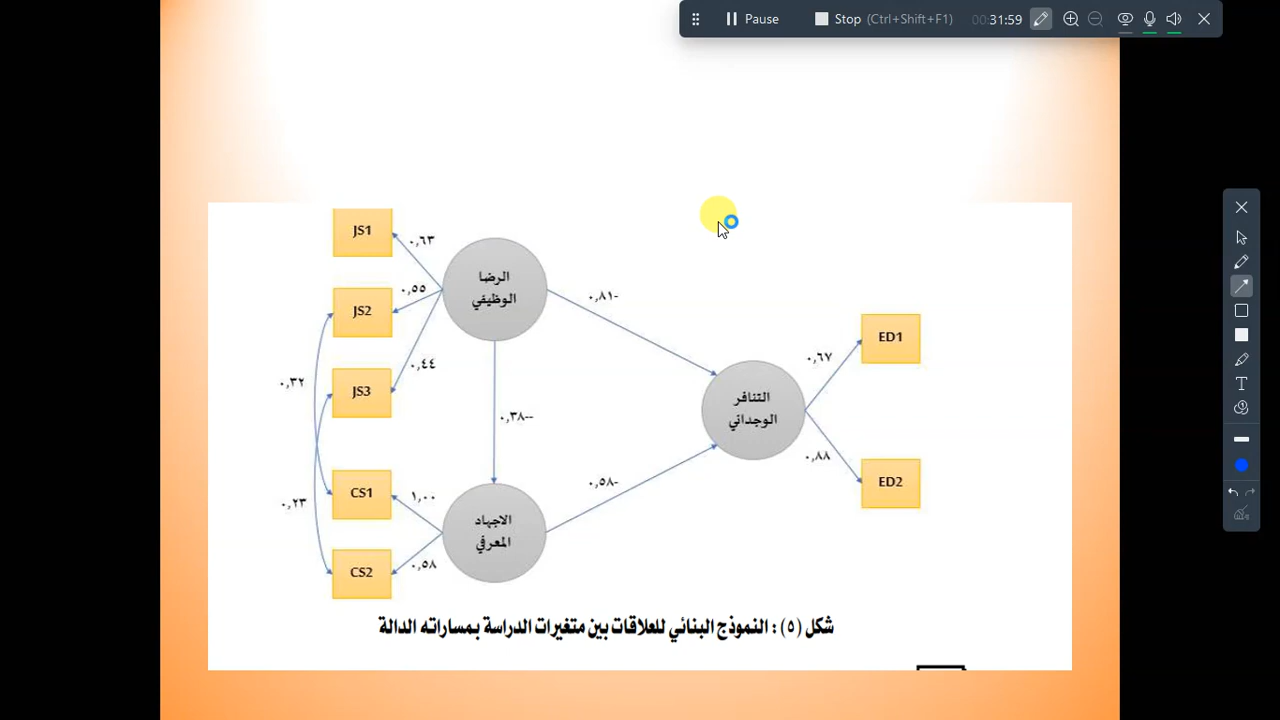 Pause
Stop (Ctrl+Shift+F1)
00:31:59
JS1
٠,٦٣
الرضا
الوظيفي
٠,٥٥
JS2
-٠,٨١
ED1
٠,٦٧
٠,٤٤
٠,٣٢
JS3
--٠,٣٨
التنافر
الوجداني
٠,٨٨
ED2
-٠,٥٨
CS1
١,٠٠
٠,٢٣
الاجهاد
المعرفي
CS2
٠,٥٨
شكل (٥) : النموذج البنائي للعلاقات بين متغيرات الدراسة بمساراته الدالة
T